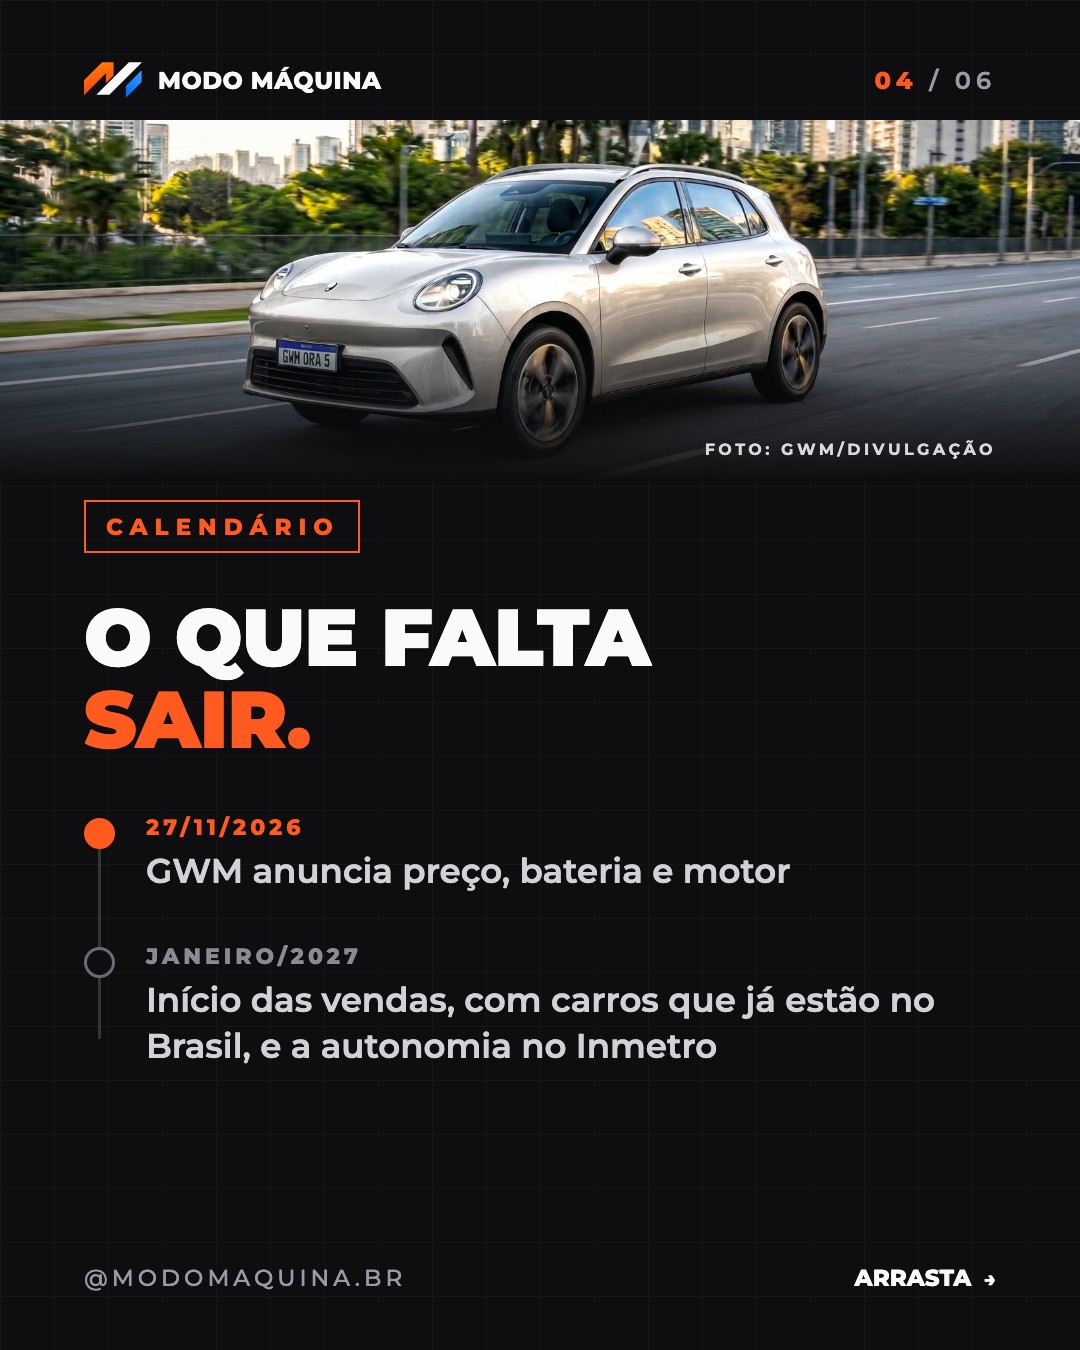 MODO MÁQUINA
04 / 06
GWM ORA 5
FOTO: GWM/DIVULGAÇÃO
CALENDÁRIO
O QUE FALTA
SAIR.
27/11/2026
GWM anuncia preço, bateria e motor
JANEIRO/2027
Início das vendas, com carros que já estão no
Brasil, e a autonomia no Inmetro
@MODOMAQUINA.BR
ARRASTA →